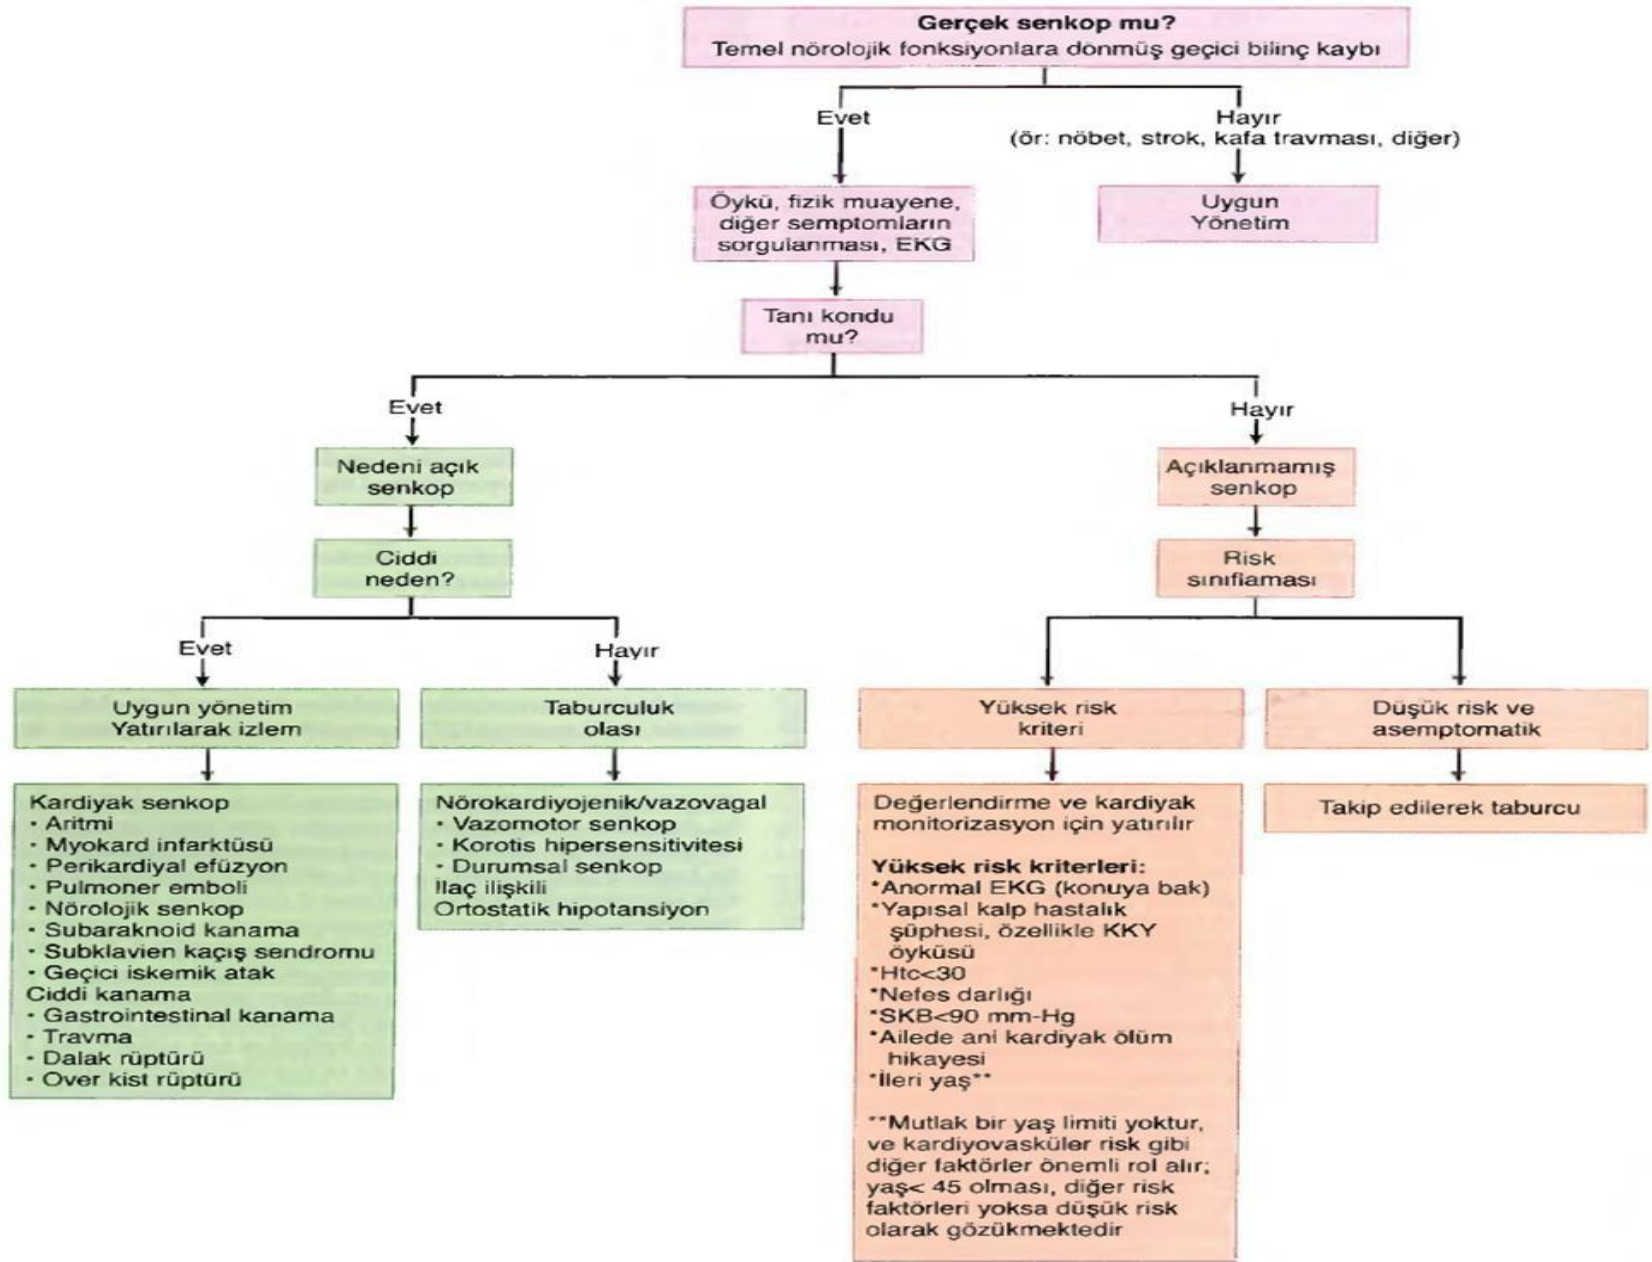 Gerçek senkop mu?
Temel nörolojik fonksiyonlara dönmüş geçici bilinç kaybı
Evet
Hayır
(ör: nöbet, strok, kafa travması, diğer)
Öykü, fizik muayene,
diğer semptomların
sorgulanması, EKG
Uygun
Yönetim
Tanı kondu
mu?
Evet
Hayır
Nedeni açık
senkop
Açıklanmamış
senkop
Ciddi
neden?
Risk
sınıflaması
Evet
Hayır
Uygun yönetim
Yatırılarak izlem
Taburculuk
olası
Yüksek risk
kriteri
Düşük risk ve
asemptomatik
Kardiyak senkop
· Aritmi
· Myokard infarktüsü
· Perikardiyal efüzyon
· Pulmoner emboli
· Nörolojik senkop
· Subaraknoid kanama
· Subklavien kaçış sendromu
· Geçici iskemik atak
Ciddi kanama
· Gastrointestinal kanama
· Travma
· Dalak rüptürü
· Over kist rüptürü
Nörokardiyojenik/vazovagal
· Vazomotor senkop
· Korotis hipersensitivitesi
· Durumsal senkop
İlaç ilişkili
Ortostatik hipotansiyon
Değerlendirme ve kardiyak
monitorizasyon için yatırılır
Yüksek risk kriterleri:
*Anormal EKG (konuya bak)
*Yapısal kalp hastalık
şüphesi, özellikle KKY
öyküsü
*Htc<30
*Nefes darlığı
*SKB<90 mm-Hg
*Ailede ani kardiyak ölüm
hikayesi
*İleri yaş**
**Mutlak bir yaş limiti yoktur,
ve kardiyovasküler risk gibi
diğer faktörler önemli rol alır;
yaş< 45 olması, diğer risk
faktörleri yoksa düşük risk
olarak gözükmektedir
Takip edilerek taburcu